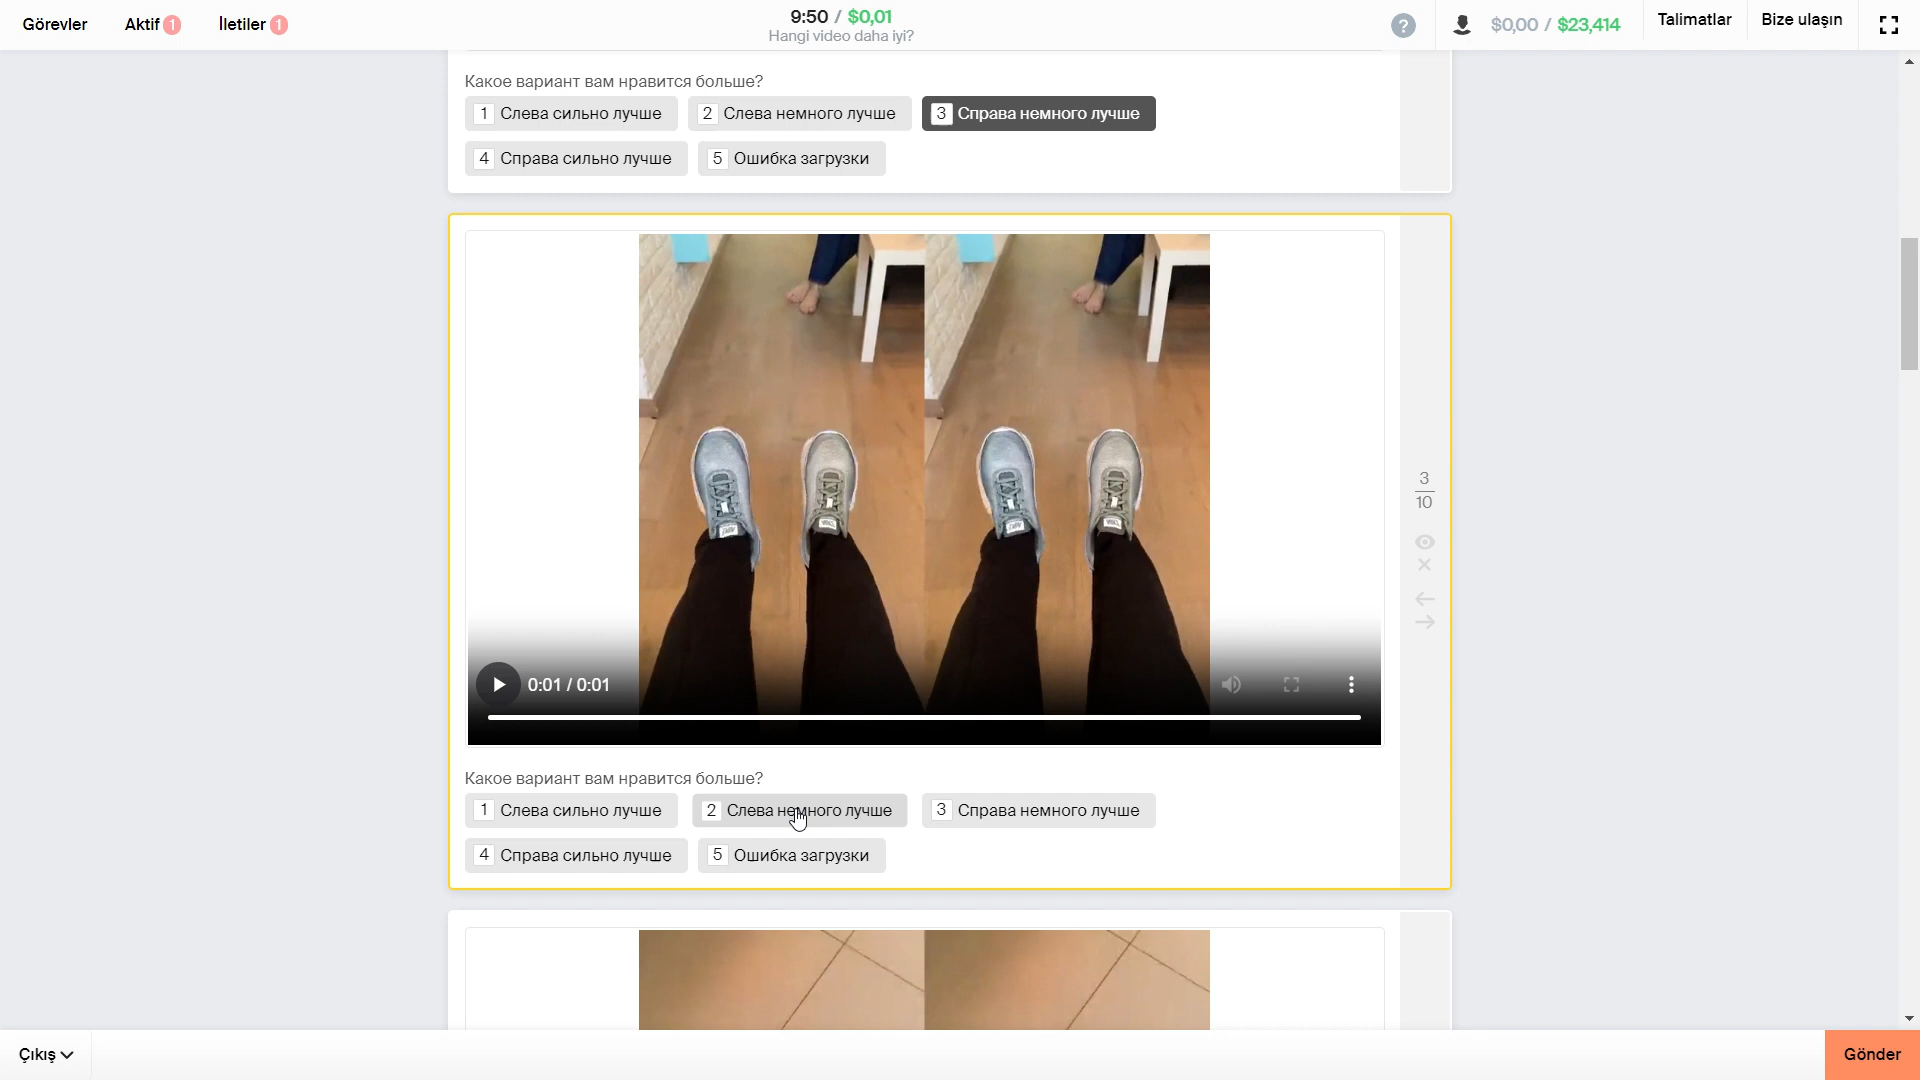 Görevler
Aktif 1
İletiler 1
9:50 / $0,01
Hangi video daha iyi?
?
$0,00 / $23,414
Talimatlar
Bize ulaşın
Какое вариант вам нравится больше?
1 Слева сильно лучше
2 Слева немного лучше
3 Справа немного лучше
4 Справа сильно лучше
5 Ошибка загрузки
0:01 / 0:01
3
10
Какое вариант вам нравится больше?
1 Слева сильно лучше
2 Слева немного лучше
3 Справа немного лучше
4 Справа сильно лучше
5 Ошибка загрузки
Çıkış
Gönder